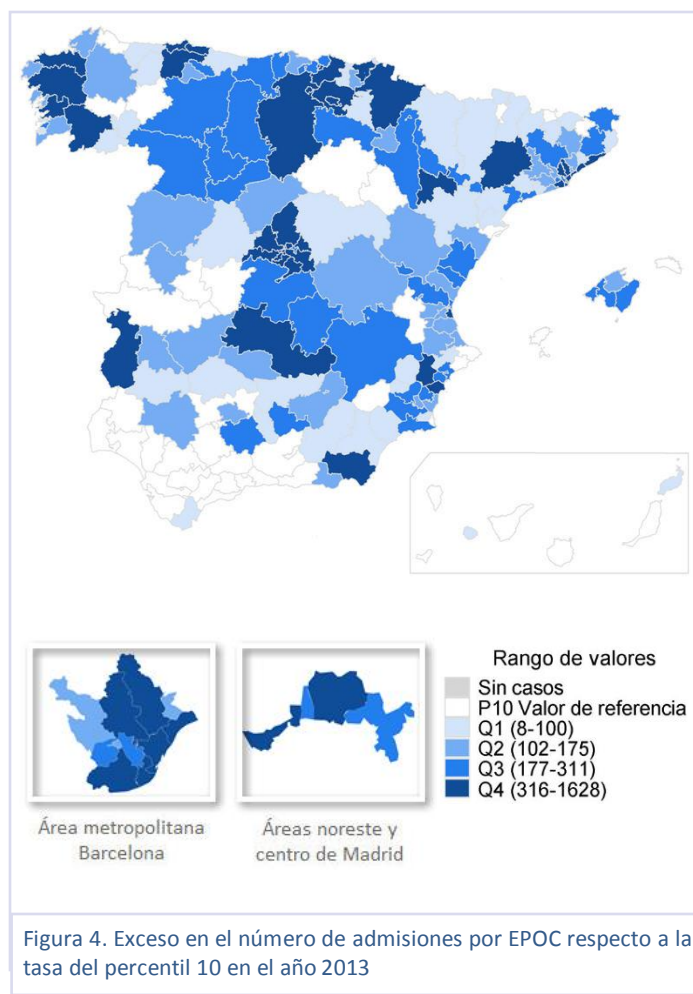 Rango de valores
Sin casos
P10 Valor de referencia
Q1 (8-100)
Q2 (102-175)
Q3 (177-311)
Q4 (316-1628)
Área metropolitana
Barcelona
Áreas noreste y
centro de Madrid
Figura 4. Exceso en el número de admisiones por EPOC respecto a la
tasa del percentil 10 en el año 2013